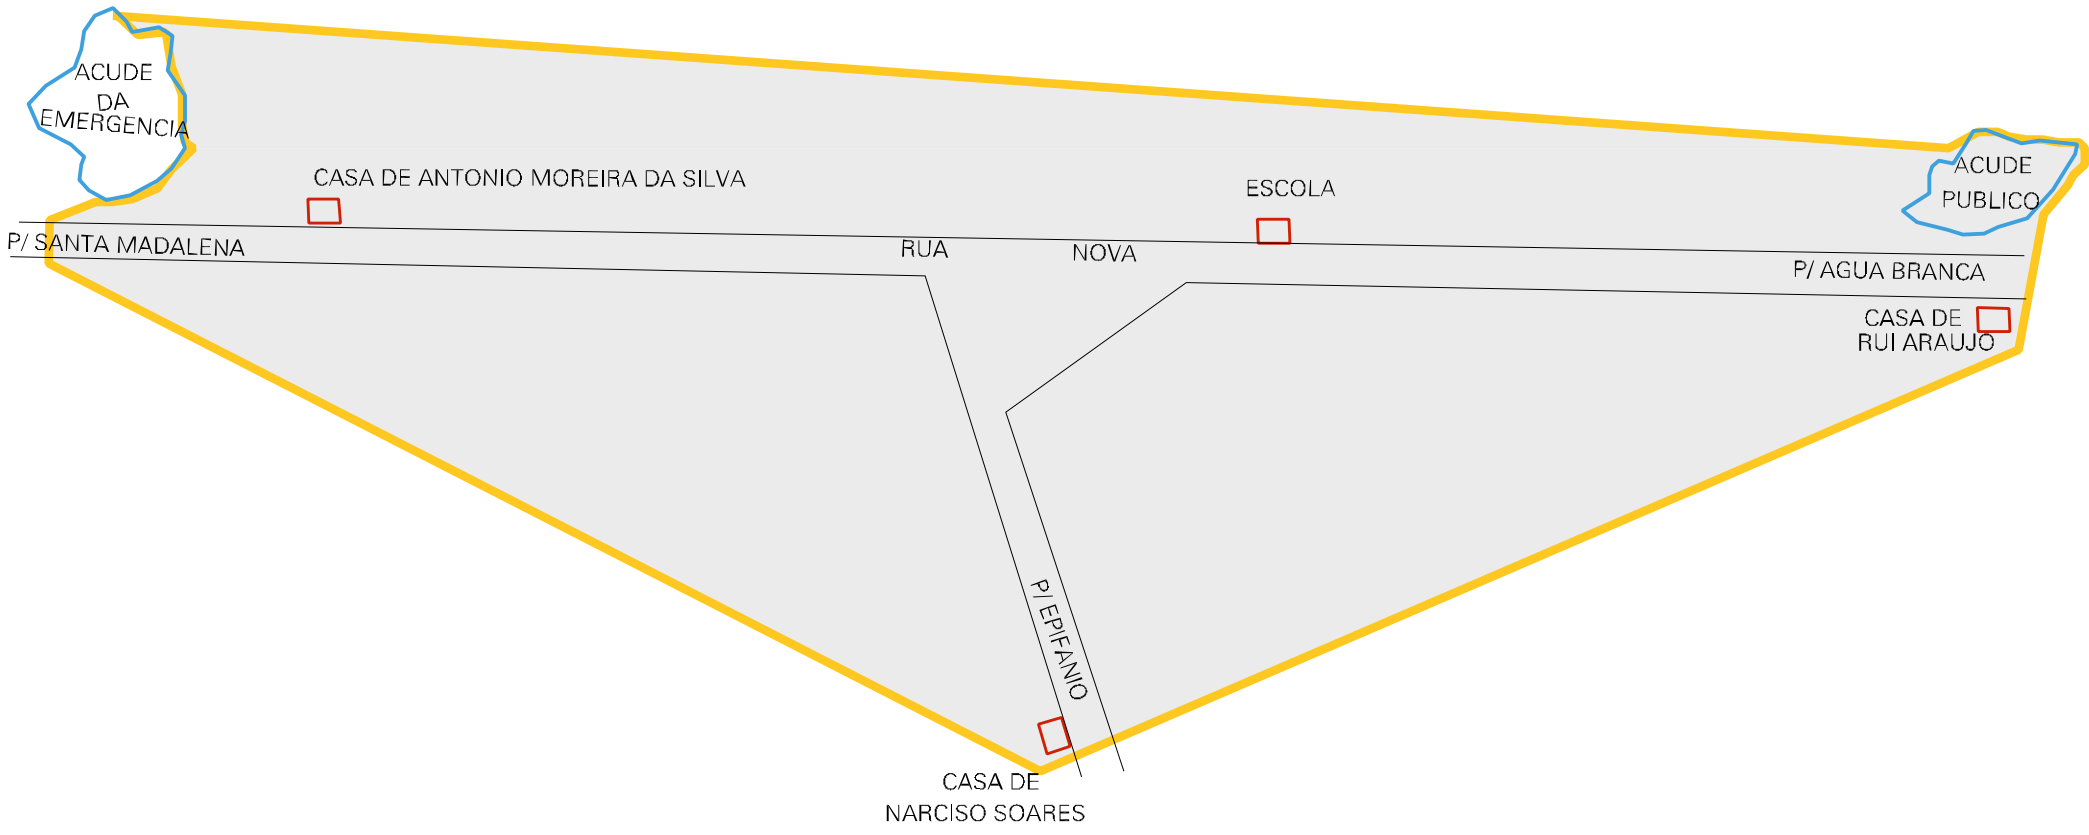 ACUDE
DA
EMERGENCIA
CASA DE ANTONIO MOREIRA DA SILVA
ESCOLA
ACUDE
PUBLICO
P/ SANTA MADALENA
RUA NOVA
P/ AGUA BRANCA
CASA DE
RUI ARAUJO
P/ EPIFANIO
CASA DE
NARCISO SOARES